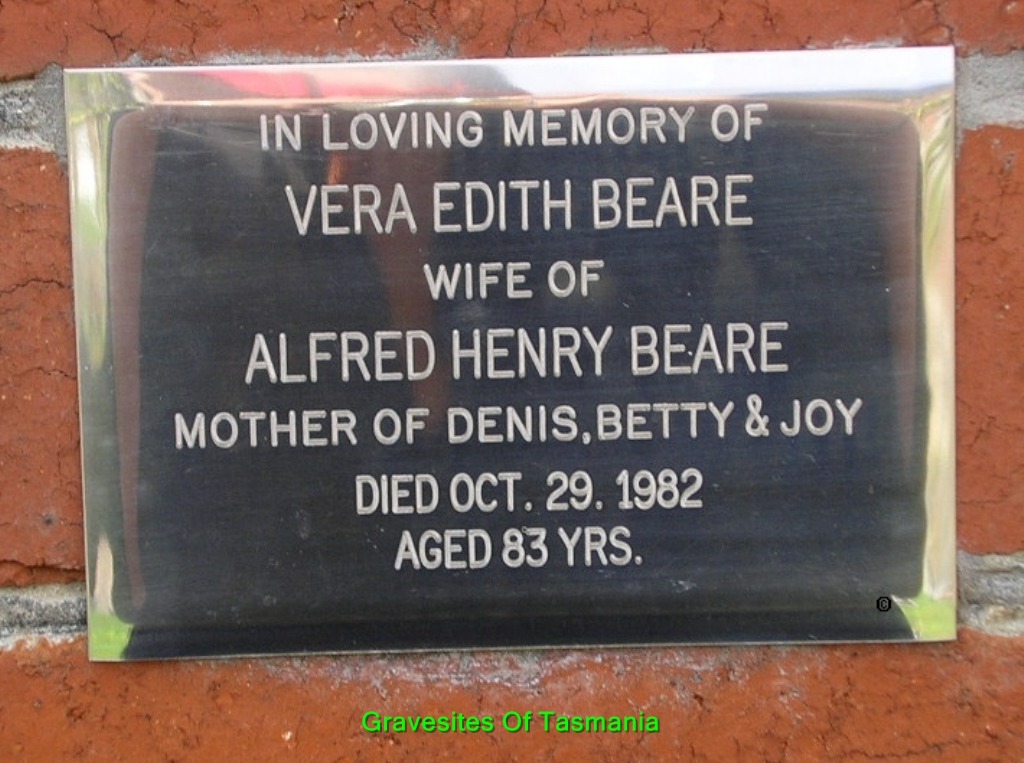 IN LOVING MEMORY OF
VERA EDITH BEARE
WIFE OF
ALFRED HENRY BEARE
MOTHER OF DENIS, BETTY & JOY
DIED OCT. 29. 1982
AGED 83 YRS.
©
Gravesites Of Tasmania